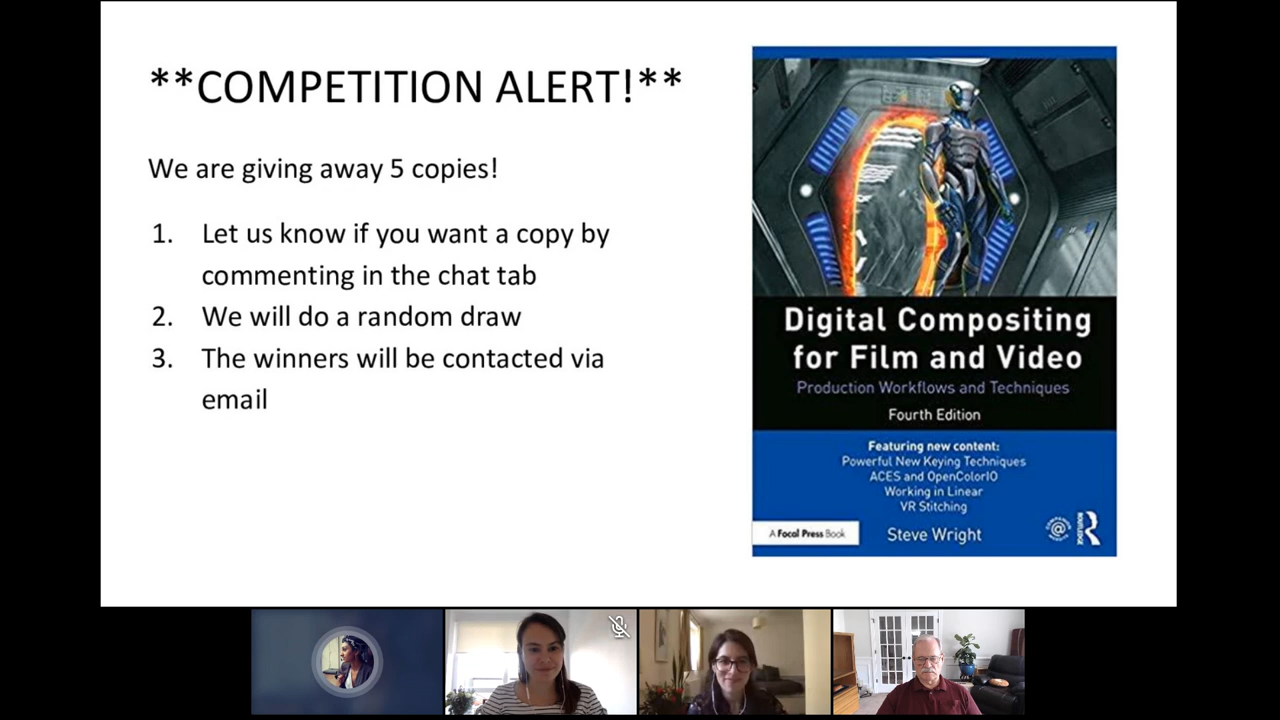 **COMPETITION ALERT!**
We are giving away 5 copies!
1. Let us know if you want a copy by
commenting in the chat tab
2. We will do a random draw
3. The winners will be contacted via
email
Digital Compositing
for Film and Video
Production Workflows and Techniques
Fourth Edition
Featuring new content:
Powerful New Keying Techniques
ACES and OpenColorIO
Working in Linear
VR Stitching
A Focal Press Book
Steve Wright
COMPANION
@
WEBSITE
ROUTLEDGE